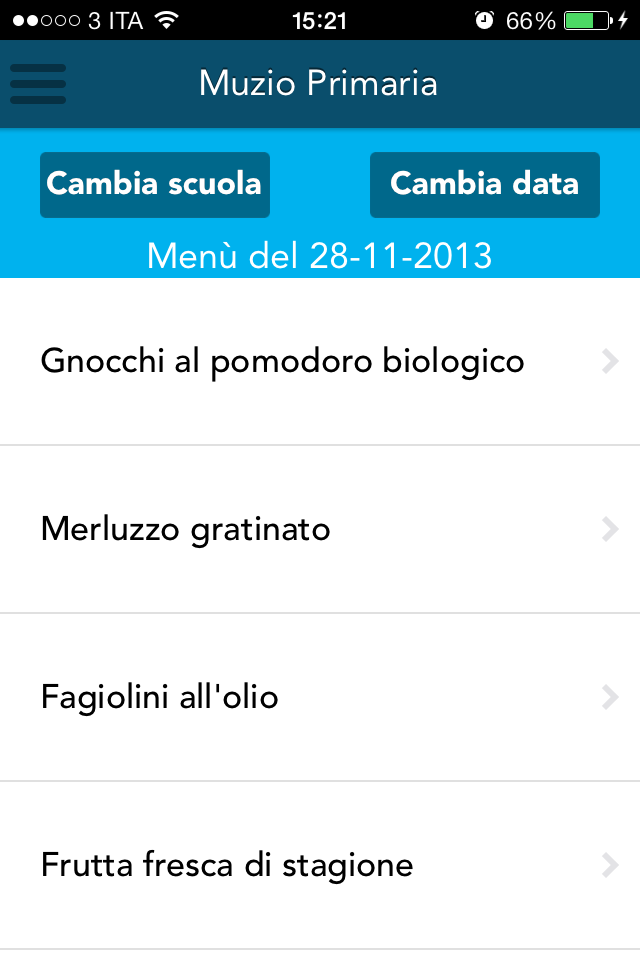 3 ITA 15:21 66%
Muzio Primaria
Cambia scuola Cambia data
Menù del 28-11-2013
Gnocchi al pomodoro biologico
Merluzzo gratinato
Fagiolini all'olio
Frutta fresca di stagione